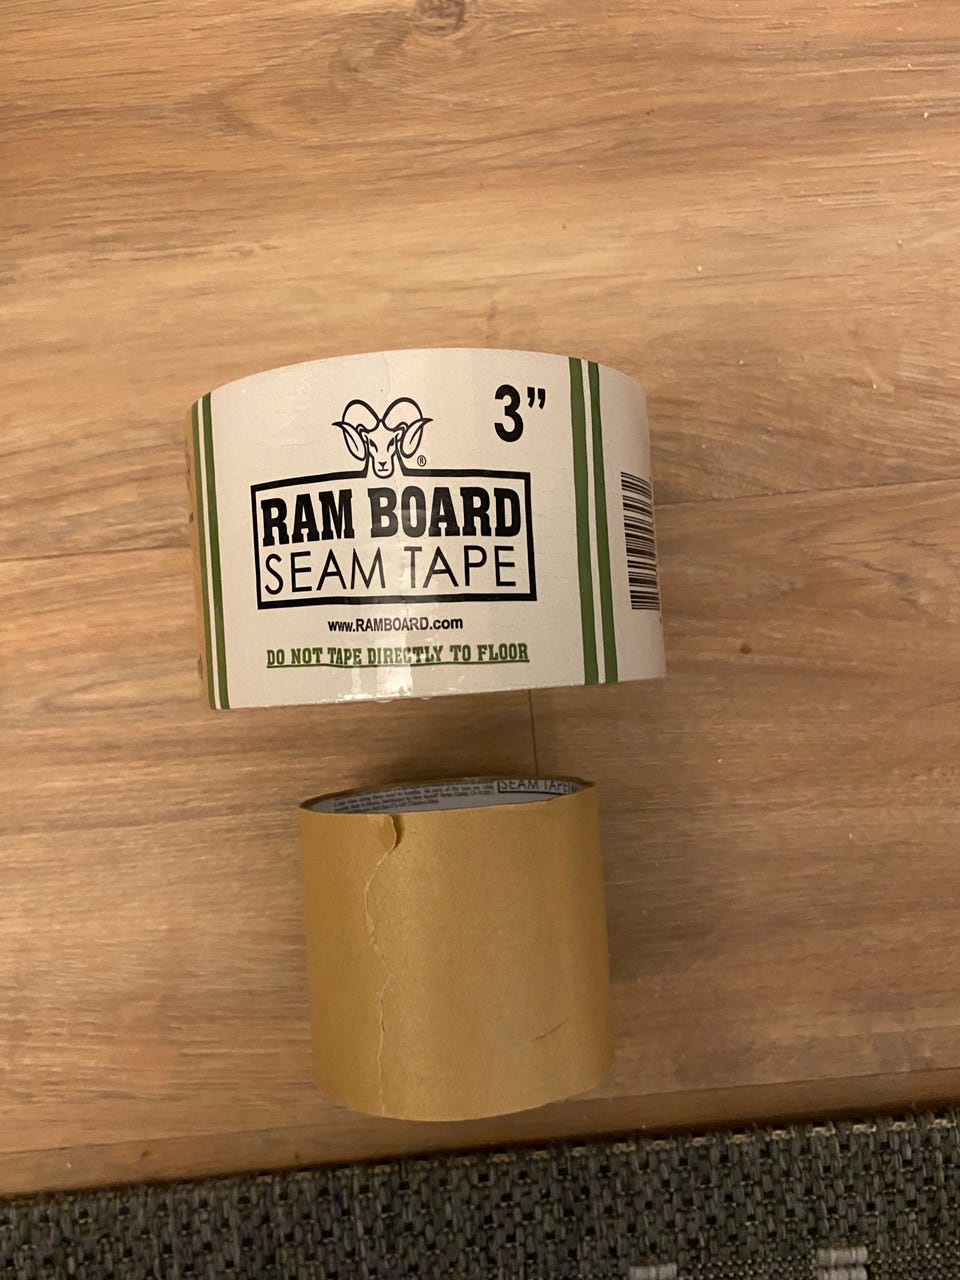 3”
®
RAM BOARD
SEAM TAPE
www.RAMBOARD.com
DO NOT TAPE DIRECTLY TO FLOOR
SEAM TAPE